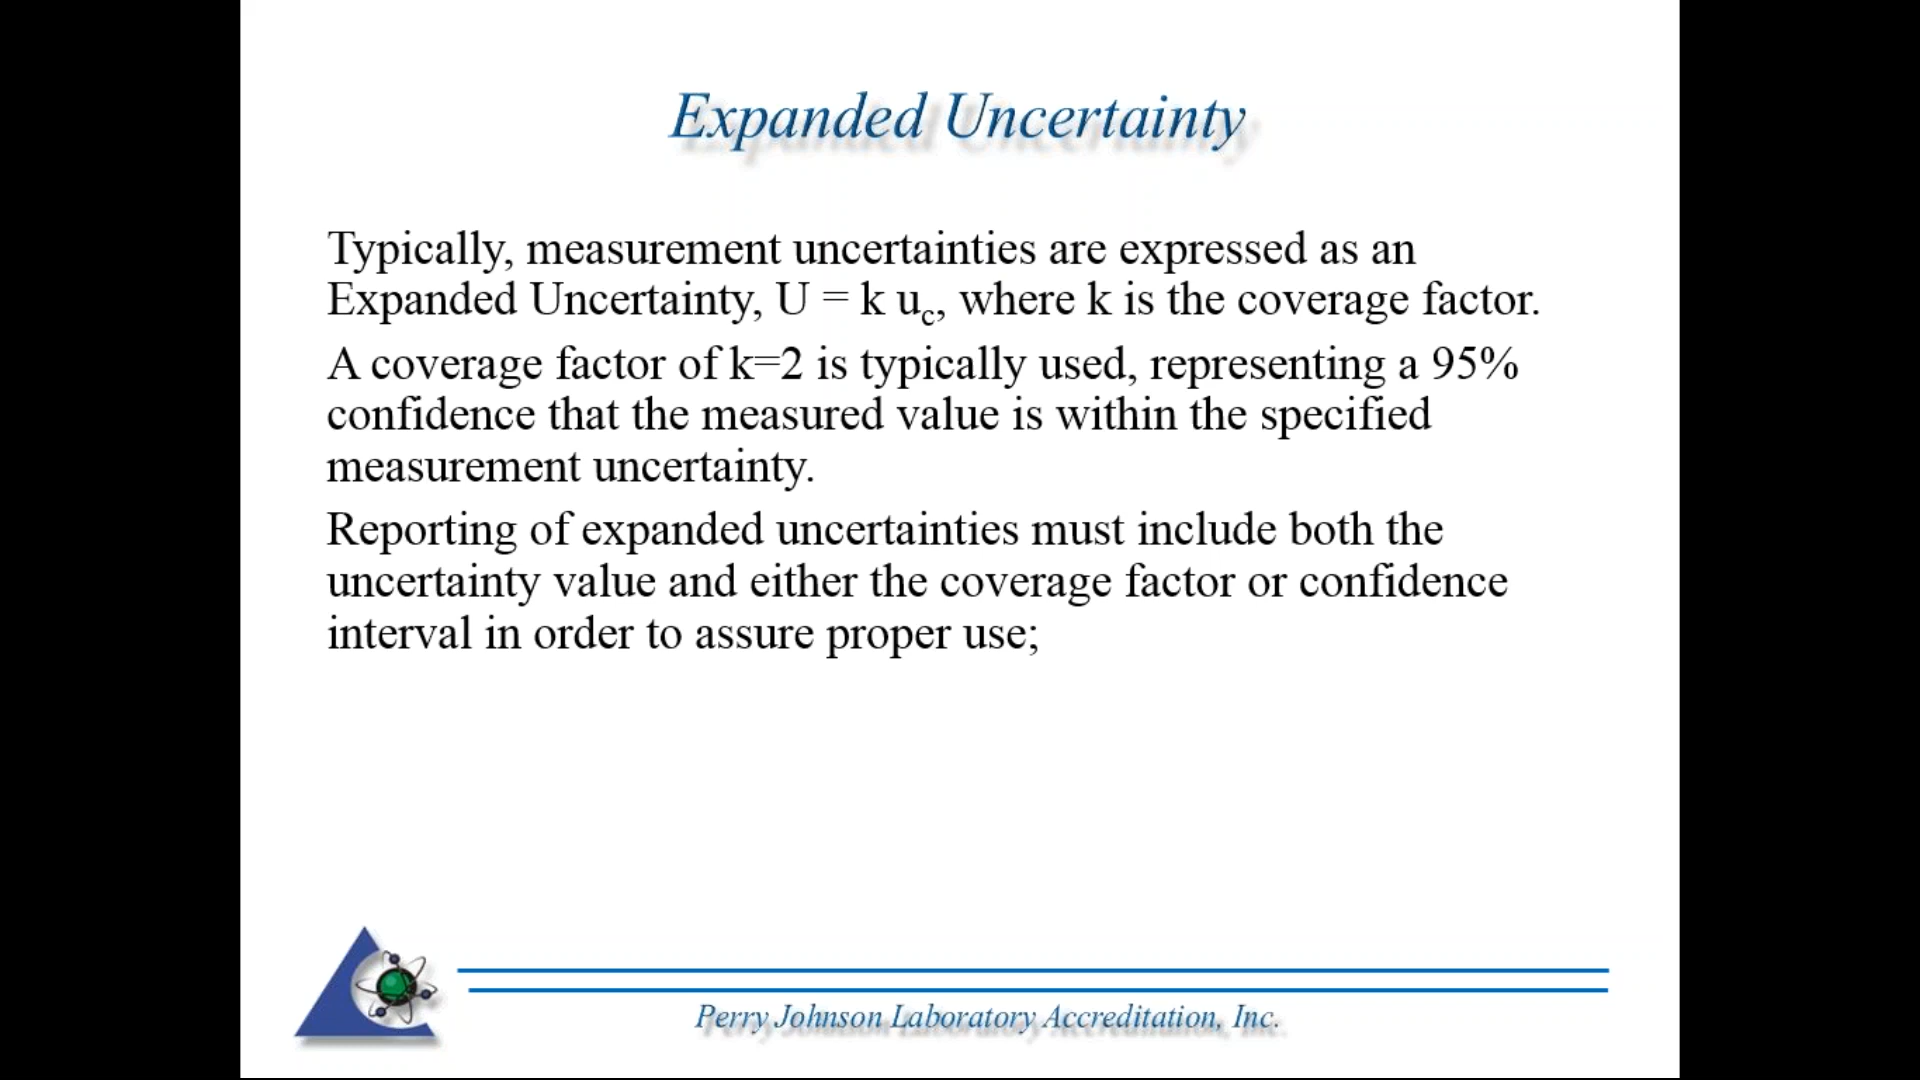 Expanded Uncertainty
Typically, measurement uncertainties are expressed as an
Expanded Uncertainty, U = k u_c, where k is the coverage factor.
A coverage factor of k=2 is typically used, representing a 95%
confidence that the measured value is within the specified
measurement uncertainty.
Reporting of expanded uncertainties must include both the
uncertainty value and either the coverage factor or confidence
interval in order to assure proper use;
Perry Johnson Laboratory Accreditation, Inc.